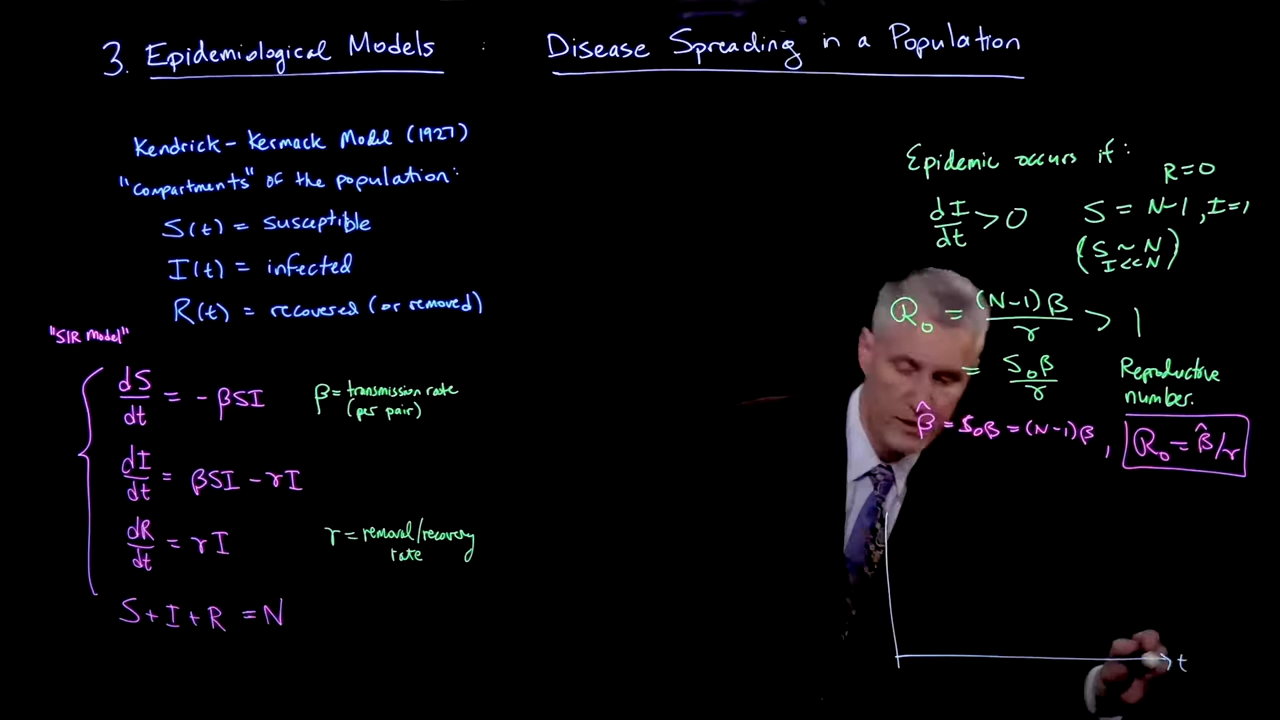 3. Epidemiological Models : Disease Spreading in a Population
Kendrick - Kermack Model (1927)
"compartments" of the population:
S(t) = susceptible
I(t) = infected
R(t) = recovered (or removed)
"SIR Model"
dS/dt = - βSI
β = transmission rate
(per pair)
dI/dt = βSI - γI
dR/dt = γI
γ = removal/recovery
rate
S + I + R = N
Epidemic occurs if:
R = 0
dI/dt > 0
S = N-1, I=1
(S ~ N
I << N)
R₀ = (N-1)β/γ > 1
= S₀β/γ
Reproductive
number.
β̂ = S₀β = (N-1)β, R₀ = β̂/γ
t